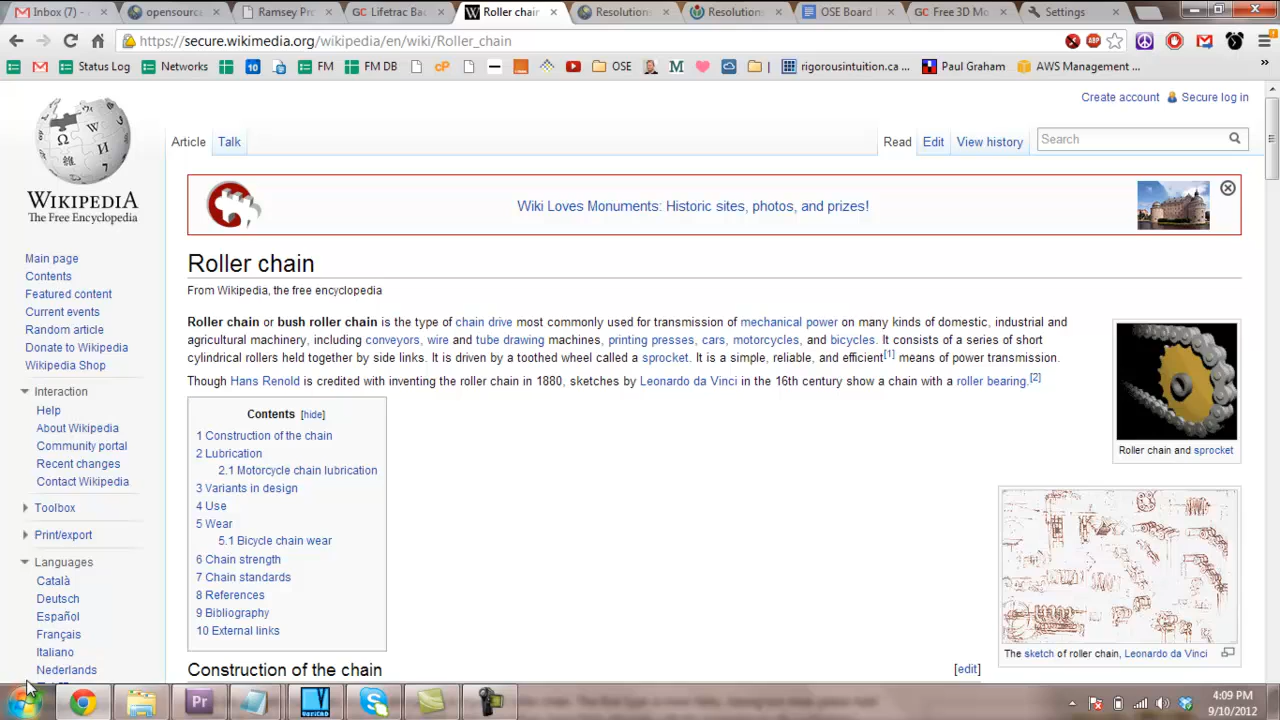 Inbox (7) -
opensourc
Ramsey Pro
GC Lifetrac Bac
W Roller chain
Resolutions
Resolutions
OSE Board
GC Free 3D Mo
Settings
https://secure.wikimedia.org/wikipedia/en/wiki/Roller_chain
ABP
Status Log Networks 10 FM FM DB cP OSE M rigorousintuition.ca ... Paul Graham AWS Management ... »
Create account Secure log in
Article Talk Read Edit View history Search
WIKIPEDIA
The Free Encyclopedia
Wiki Loves Monuments: Historic sites, photos, and prizes!
Main page
Contents
Featured content
Current events
Random article
Donate to Wikipedia
Wikipedia Shop
Interaction
Help
About Wikipedia
Community portal
Recent changes
Contact Wikipedia
Toolbox
Print/export
Languages
Català
Deutsch
Español
Français
Italiano
Nederlands
Roller chain
From Wikipedia, the free encyclopedia
Roller chain or bush roller chain is the type of chain drive most commonly used for transmission of mechanical power on many kinds of domestic, industrial and
agricultural machinery, including conveyors, wire and tube drawing machines, printing presses, cars, motorcycles, and bicycles. It consists of a series of short
cylindrical rollers held together by side links. It is driven by a toothed wheel called a sprocket. It is a simple, reliable, and efficient[1] means of power transmission.
Though Hans Renold is credited with inventing the roller chain in 1880, sketches by Leonardo da Vinci in the 16th century show a chain with a roller bearing.[2]
Contents [hide]
1 Construction of the chain
2 Lubrication
2.1 Motorcycle chain lubrication
3 Variants in design
4 Use
5 Wear
5.1 Bicycle chain wear
6 Chain strength
7 Chain standards
8 References
9 Bibliography
10 External links
Roller chain and sprocket
The sketch of roller chain, Leonardo da Vinci
Construction of the chain [edit]
Pr
4:09 PM
9/10/2012